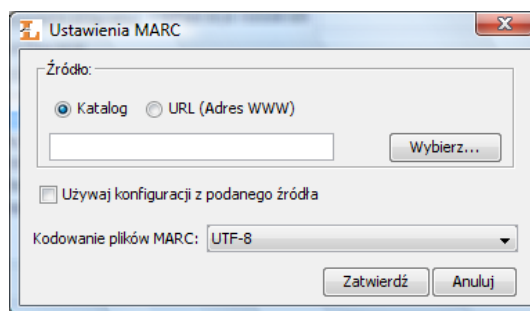 Ustawienia MARC
Źródło:
Katalog URL (Adres WWW)
Wybierz...
Używaj konfiguracji z podanego źródła
Kodowanie plików MARC: UTF-8
Zatwierdź Anuluj